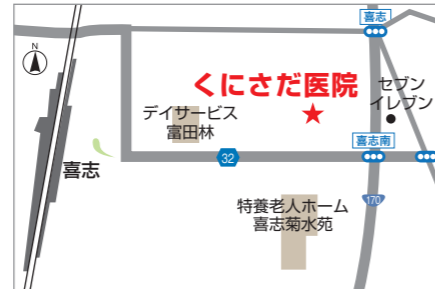 喜志
N
くにさだ医院
セブン
イレブン
デイサービス
富田林
喜志南
32
喜志
170
特養老人ホーム
喜志菊水苑